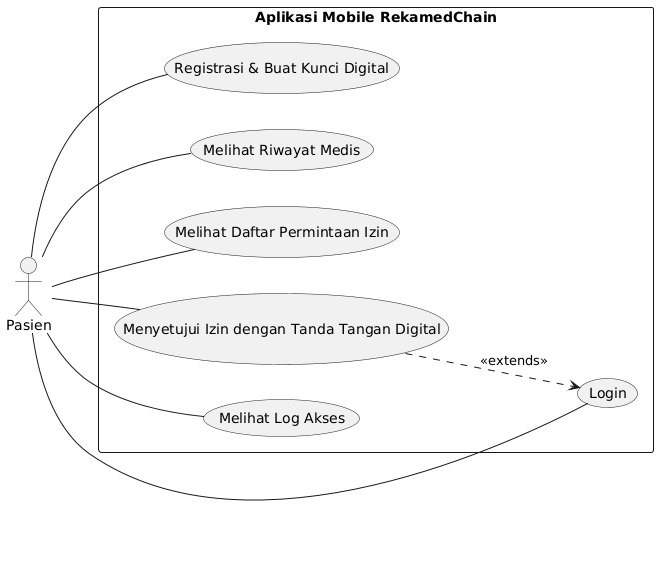 Aplikasi Mobile RekamedChain
Registrasi & Buat Kunci Digital
Melihat Riwayat Medis
Melihat Daftar Permintaan Izin
Pasien
Menyetujui Izin dengan Tanda Tangan Digital
«extends»
Login
Melihat Log Akses